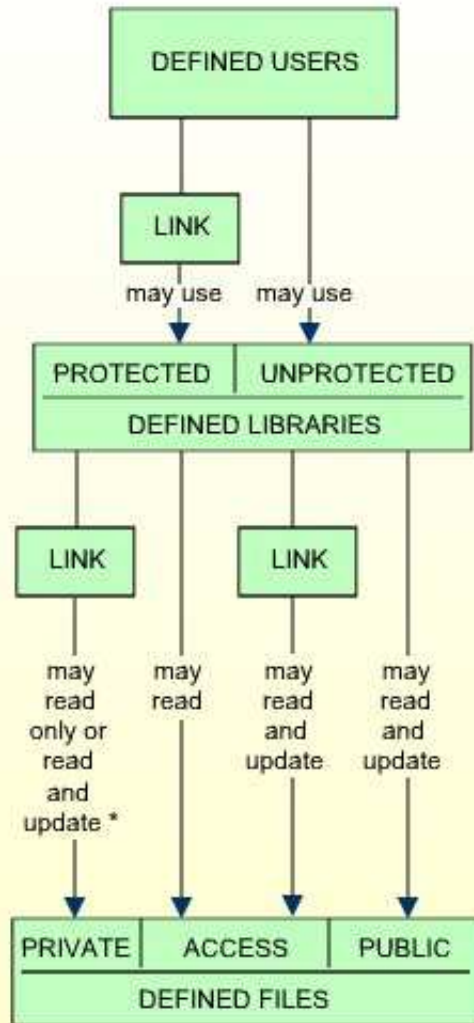 DEFINED USERS
LINK
may use
may use
PROTECTED
UNPROTECTED
DEFINED LIBRARIES
LINK
LINK
may
read
only or
read
and
update *
may
read
may
read
and
update
may
read
and
update
PRIVATE
ACCESS
PUBLIC
DEFINED FILES